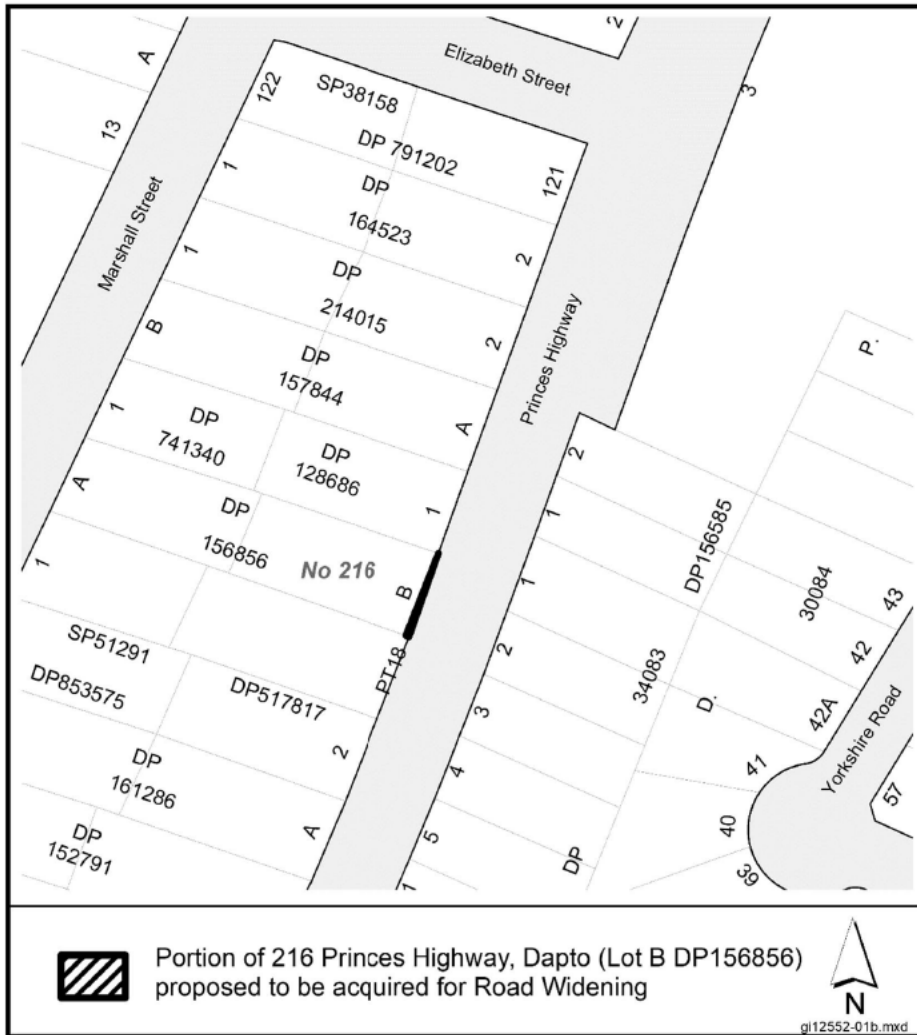 Elizabeth Street
2
3
A
13
122
SP38158
DP 791202
121
1
DP
164523
2
Marshall Street
1
DP
214015
2
Princes Highway
B
DP
157844
A
P.
1
DP
741340
DP
128686
1
2
A
DP
156856
1
DP156585
1
No 216
B
1
30084
43
SP51291
PT18
2
34083
42
DP853575
DP517817
D.
42A
2
3
Yorkshire Road
DP
161286
4
41
57
DP
152791
A
5
40
DP
39
1
Portion of 216 Princes Highway, Dapto (Lot B DP156856)
proposed to be acquired for Road Widening
N
gi12552-01b.mxd